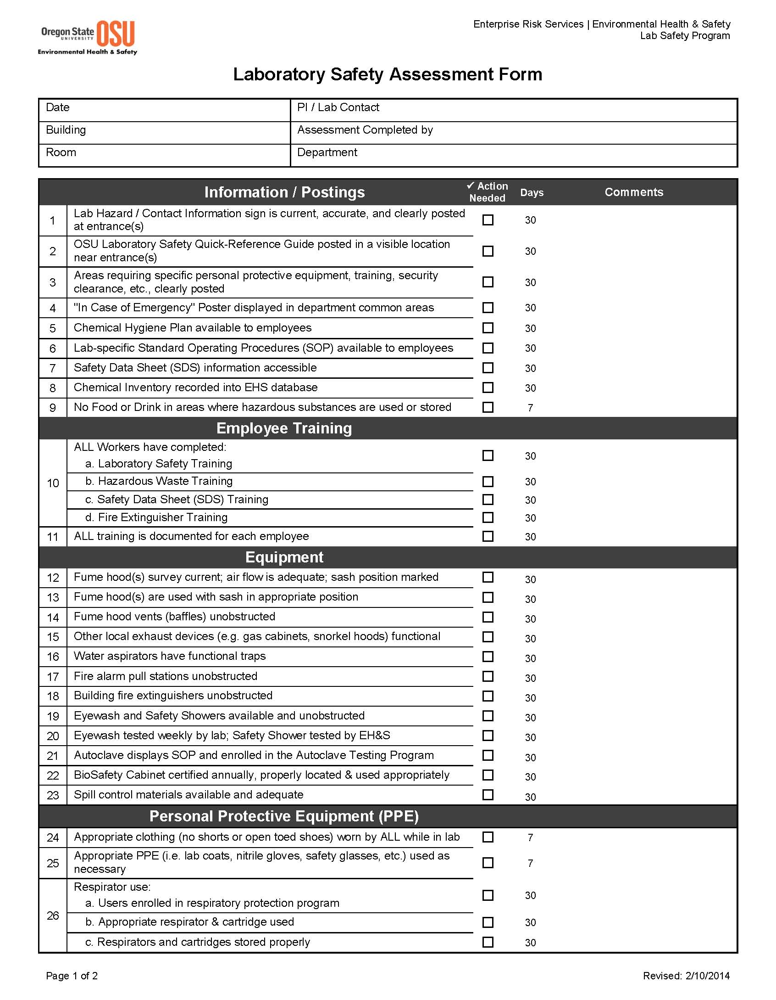 Oregon State
UNIVERSITY
OSU
Environmental Health & Safety
Enterprise Risk Services | Environmental Health & Safety
Lab Safety Program
Laboratory Safety Assessment Form
Date
PI / Lab Contact
Building
Assessment Completed by
Room
Department
Information / Postings
✓ Action
Needed
Days
Comments
1
Lab Hazard / Contact Information sign is current, accurate, and clearly posted
at entrance(s)
☐
30
2
OSU Laboratory Safety Quick-Reference Guide posted in a visible location
near entrance(s)
☐
30
3
Areas requiring specific personal protective equipment, training, security
clearance, etc., clearly posted
☐
30
4 "In Case of Emergency" Poster displayed in department common areas ☐ 30
5 Chemical Hygiene Plan available to employees ☐ 30
6 Lab-specific Standard Operating Procedures (SOP) available to employees ☐ 30
7 Safety Data Sheet (SDS) information accessible ☐ 30
8 Chemical Inventory recorded into EHS database ☐ 30
9 No Food or Drink in areas where hazardous substances are used or stored ☐ 7
Employee Training
10
ALL Workers have completed:
a. Laboratory Safety Training
☐
30
b. Hazardous Waste Training ☐ 30
c. Safety Data Sheet (SDS) Training ☐ 30
d. Fire Extinguisher Training ☐ 30
11 ALL training is documented for each employee ☐ 30
Equipment
12 Fume hood(s) survey current; air flow is adequate; sash position marked ☐ 30
13 Fume hood(s) are used with sash in appropriate position ☐ 30
14 Fume hood vents (baffles) unobstructed ☐ 30
15 Other local exhaust devices (e.g. gas cabinets, snorkel hoods) functional ☐ 30
16 Water aspirators have functional traps ☐ 30
17 Fire alarm pull stations unobstructed ☐ 30
18 Building fire extinguishers unobstructed ☐ 30
19 Eyewash and Safety Showers available and unobstructed ☐ 30
20 Eyewash tested weekly by lab; Safety Shower tested by EH&S ☐ 30
21 Autoclave displays SOP and enrolled in the Autoclave Testing Program ☐ 30
22 BioSafety Cabinet certified annually, properly located & used appropriately ☐ 30
23 Spill control materials available and adequate ☐ 30
Personal Protective Equipment (PPE)
24 Appropriate clothing (no shorts or open toed shoes) worn by ALL while in lab ☐ 7
25
Appropriate PPE (i.e. lab coats, nitrile gloves, safety glasses, etc.) used as
necessary
☐
7
26
Respirator use:
a. Users enrolled in respiratory protection program
☐
30
b. Appropriate respirator & cartridge used ☐ 30
c. Respirators and cartridges stored properly ☐ 30
Page 1 of 2
Revised: 2/10/2014